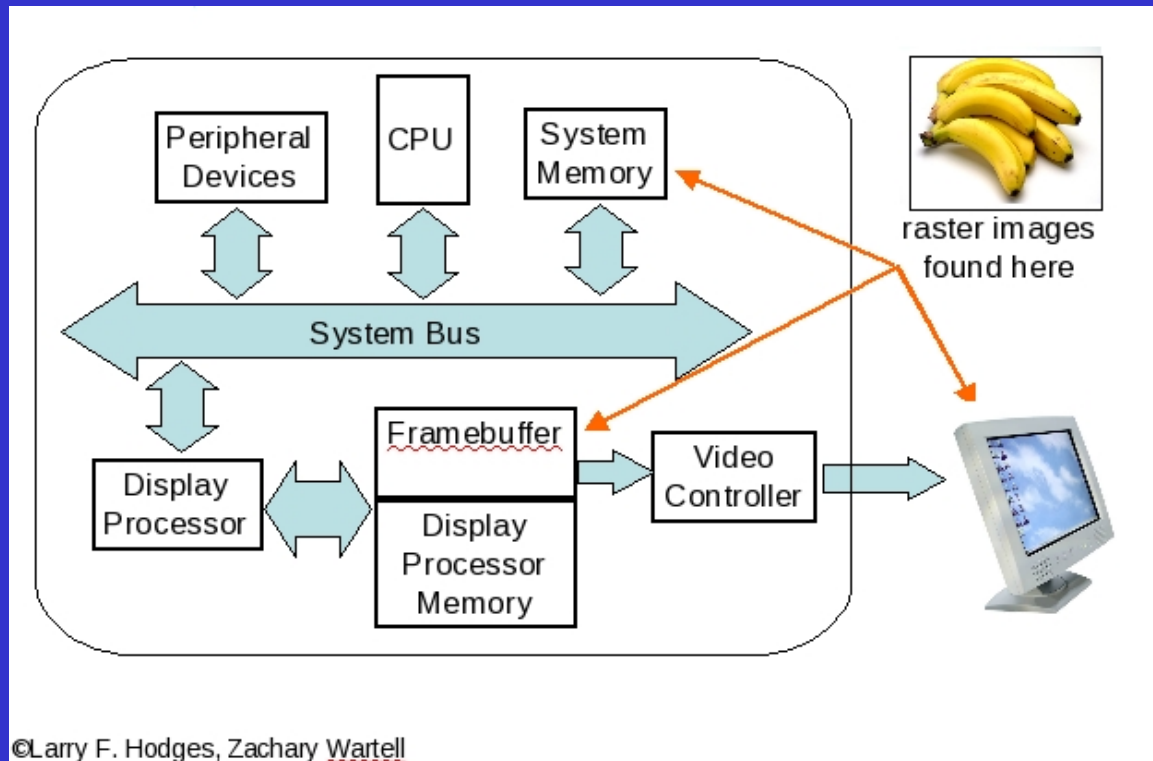 Peripheral
Devices
CPU
System
Memory
raster images
found here
System Bus
Display
Processor
Framebuffer
Display
Processor
Memory
Video
Controller
©Larry F. Hodges, Zachary Wartell